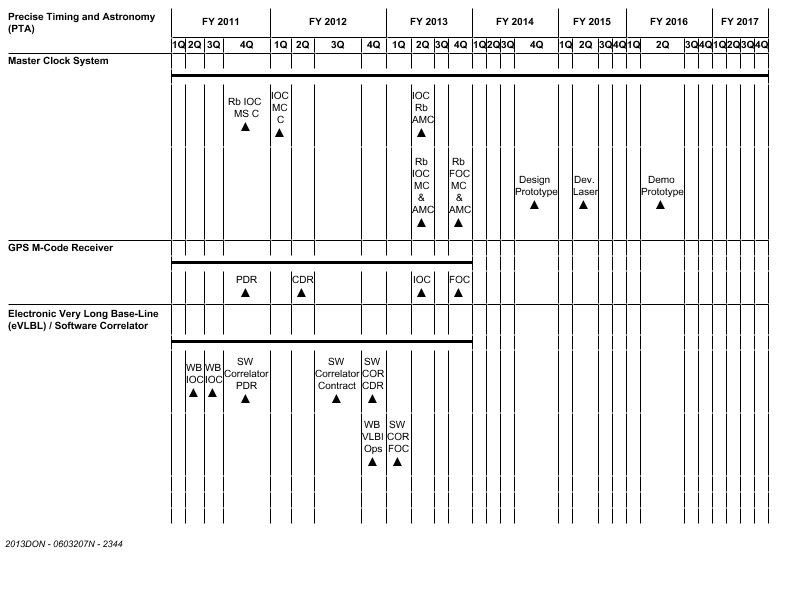 Precise Timing and Astronomy
(PTA)
FY 2011 FY 2012 FY 2013 FY 2014 FY 2015 FY 2016 FY 2017
1Q 2Q 3Q 4Q 1Q 2Q 3Q 4Q 1Q 2Q 3Q 4Q 1Q 2Q 3Q 4Q 1Q 2Q 3Q 4Q 1Q 2Q 3Q 4Q 1Q 2Q 3Q 4Q
Master Clock System
Rb IOC
MS C
IOC
MC
C
IOC
Rb
AMC
Rb
IOC
MC
&
AMC
Rb
FOC
MC
&
AMC
Design
Prototype
Dev.
Laser
Demo
Prototype
GPS M-Code Receiver
PDR
CDR
IOC
FOC
Electronic Very Long Base-Line
(eVLBL) / Software Correlator
WB
IOC
WB
IOC
SW
Correlator
PDR
SW
Correlator
Contract
SW
COR
CDR
WB
VLBI
Ops
SW
COR
FOC
2013DON - 0603207N - 2344